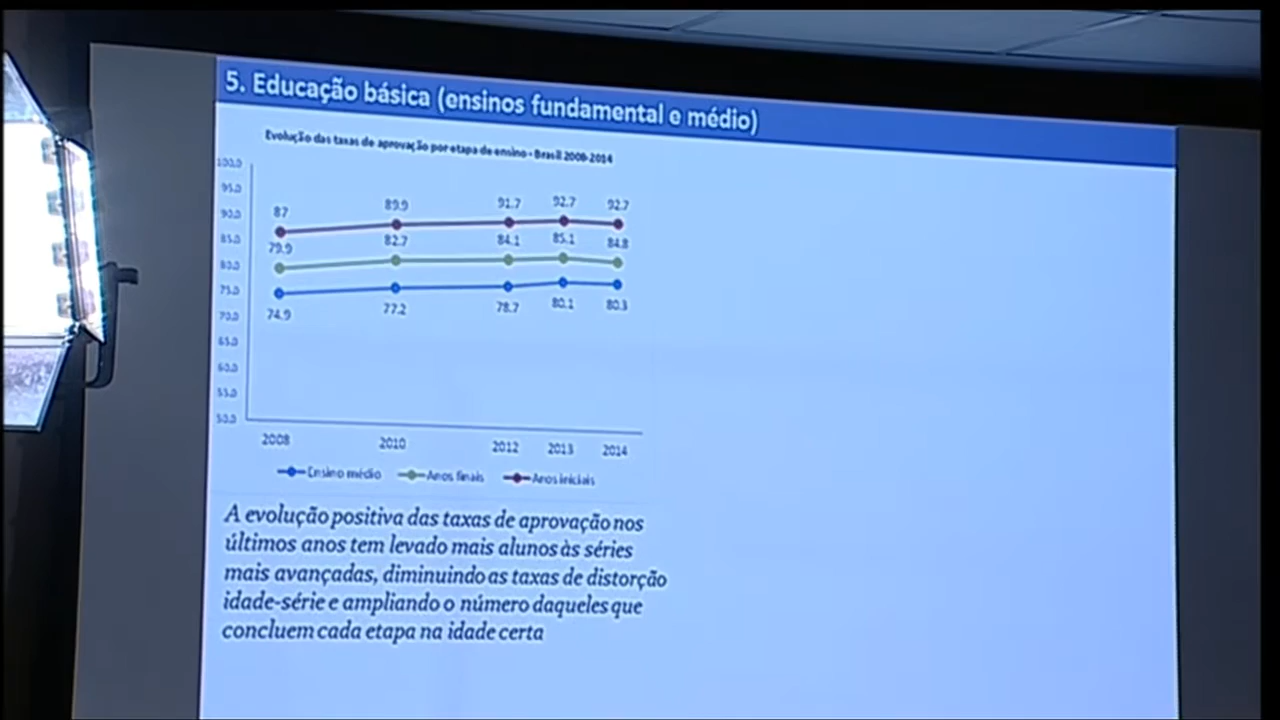 5. Educação básica (ensinos fundamental e médio)
Evolução das taxas de aprovação por etapa de ensino - Brasil 2008-2014
100.0
95.0
90.0
85.0
80.0
75.0
70.0
65.0
60.0
55.0
50.0
87 89.9 91.7 92.7 92.7
79.9 82.7 84.1 85.1 84.8
74.9 77.2 78.7 80.1 80.3
2008 2010 2012 2013 2014
Ensino médio Anos finais Anos iniciais
A evolução positiva das taxas de aprovação nos
últimos anos tem levado mais alunos às séries
mais avançadas, diminuindo as taxas de distorção
idade-série e ampliando o número daqueles que
concluem cada etapa na idade certa